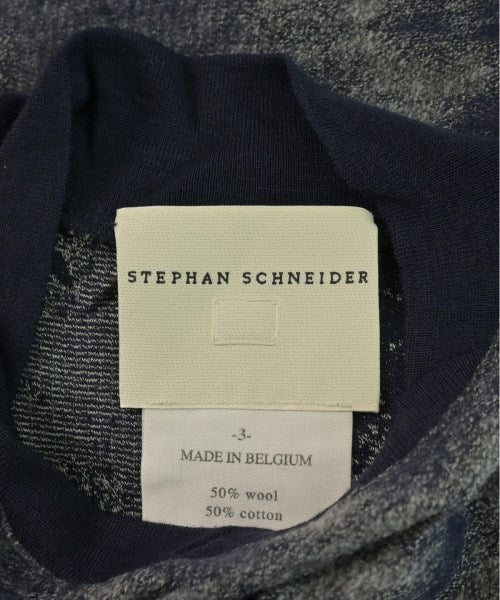 STEPHAN SCHNEIDER
-3-
MADE IN BELGIUM
50% wool
50% cotton